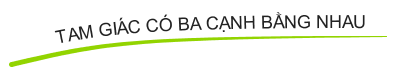 TAM GIÁC CÓ BA CẠNH BẰNG NHAU